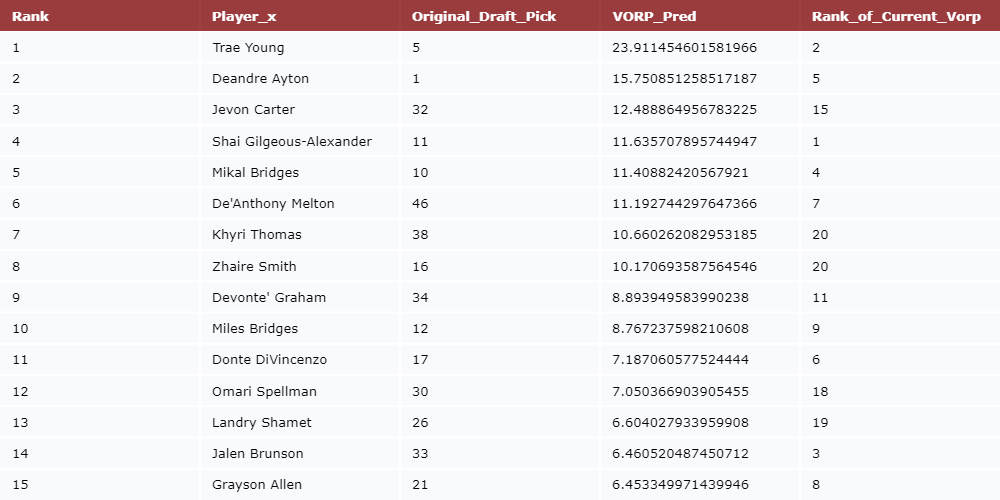 Rank Player_x Original_Draft_Pick VORP_Pred Rank_of_Current_Vorp
1 Trae Young 5 23.911454601581966 2
2 Deandre Ayton 1 15.750851258517187 5
3 Jevon Carter 32 12.488864956783225 15
4 Shai Gilgeous-Alexander 11 11.635707895744947 1
5 Mikal Bridges 10 11.40882420567921 4
6 De'Anthony Melton 46 11.192744297647366 7
7 Khyri Thomas 38 10.660262082953185 20
8 Zhaire Smith 16 10.170693587564546 20
9 Devonte' Graham 34 8.893949583990238 11
10 Miles Bridges 12 8.767237598210608 9
11 Donte DiVincenzo 17 7.187060577524444 6
12 Omari Spellman 30 7.050366903905455 18
13 Landry Shamet 26 6.604027933959908 19
14 Jalen Brunson 33 6.460520487450712 3
15 Grayson Allen 21 6.453349971439946 8